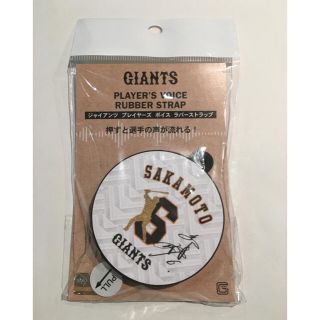 GIANTS
PLAYER'S VOICE
RUBBER STRAP
ジャイアンツ プレイヤーズ ボイス ラバーストラップ
押すと選手の声が流れる!
SAKAMOTO
6
GIANTS
PULL
G